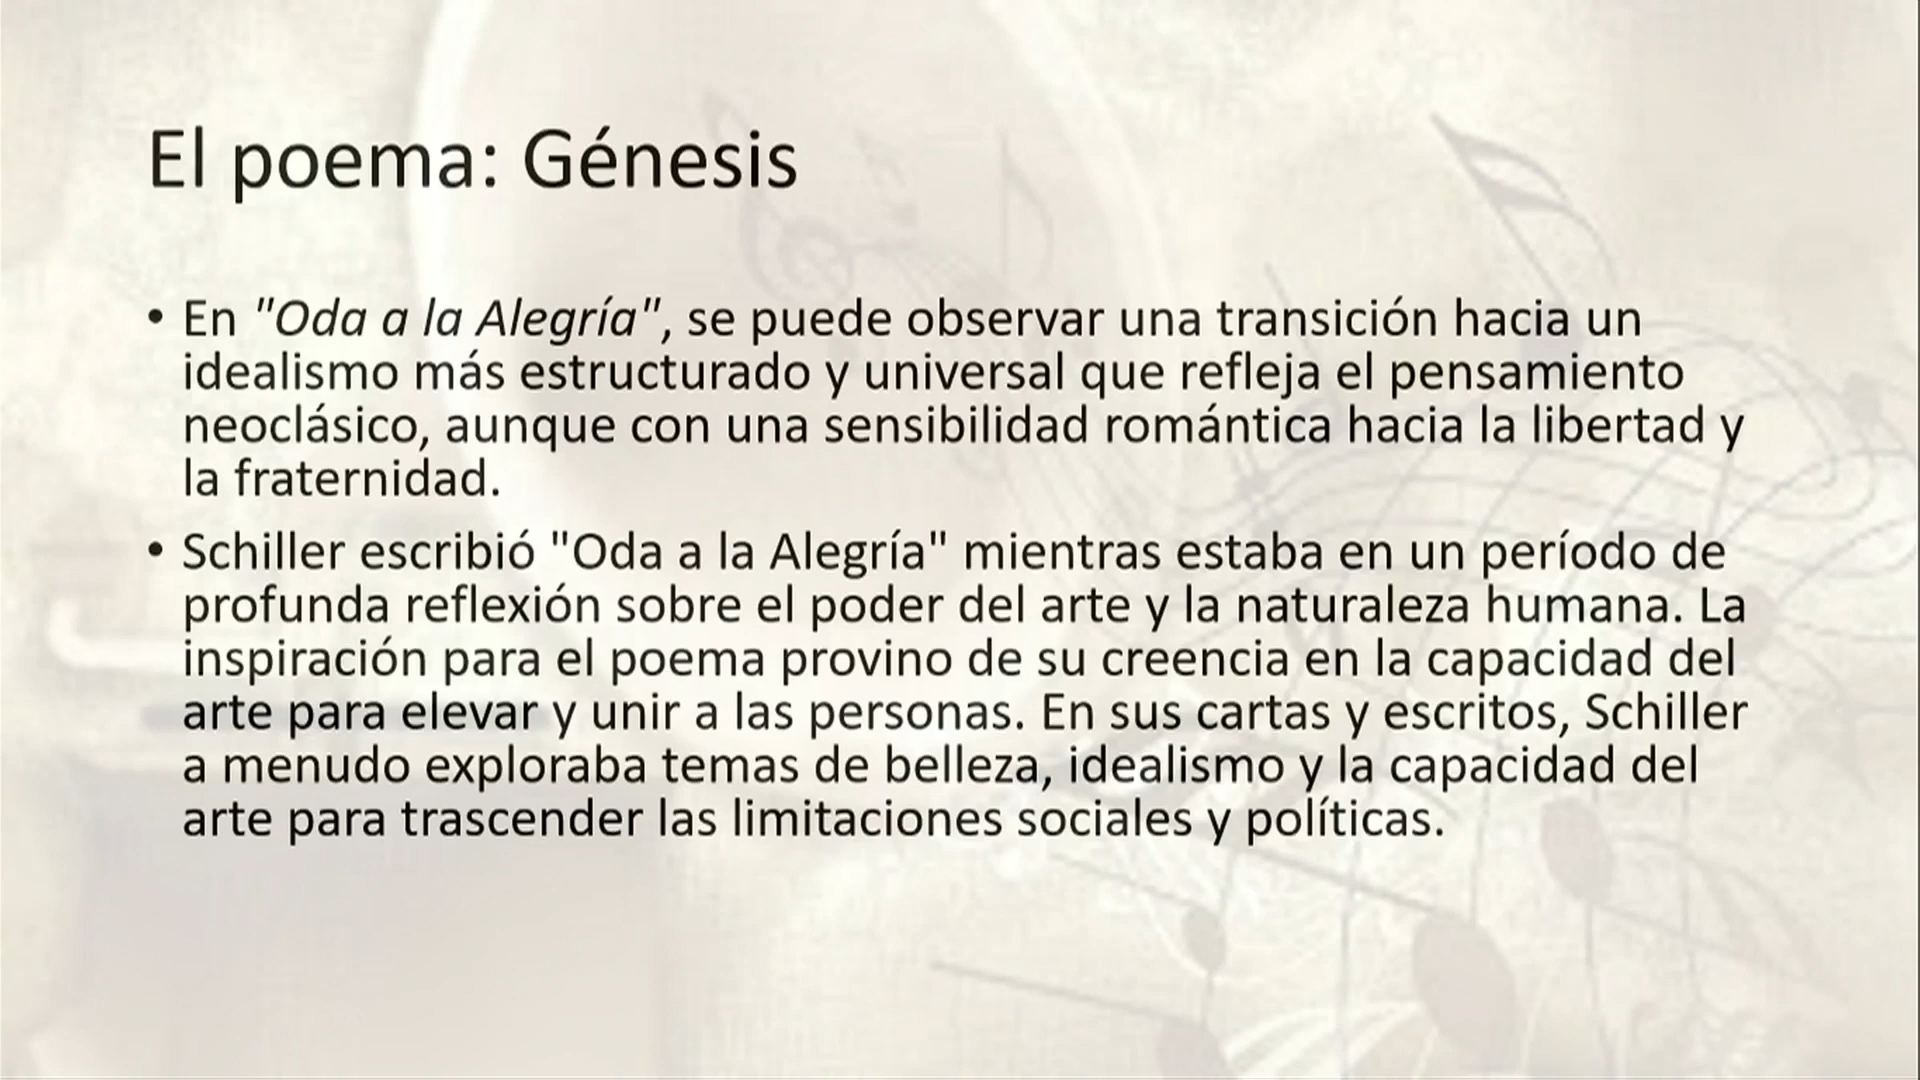 El poema: Génesis
• En "Oda a la Alegría", se puede observar una transición hacia un
idealismo más estructurado y universal que refleja el pensamiento
neoclásico, aunque con una sensibilidad romántica hacia la libertad y
la fraternidad.
• Schiller escribió "Oda a la Alegría" mientras estaba en un período de
profunda reflexión sobre el poder del arte y la naturaleza humana. La
inspiración para el poema provino de su creencia en la capacidad del
arte para elevar y unir a las personas. En sus cartas y escritos, Schiller
a menudo exploraba temas de belleza, idealismo y la capacidad del
arte para trascender las limitaciones sociales y políticas.